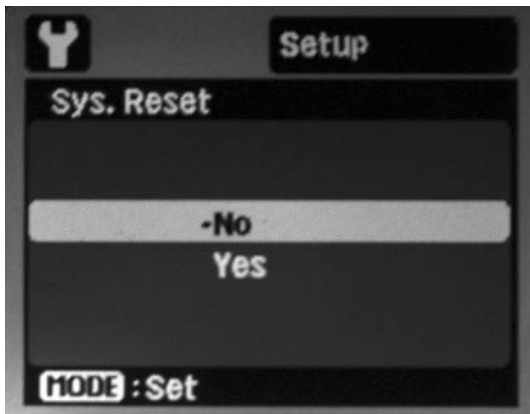 Setup
Sys. Reset
-No
Yes
MODE :Set